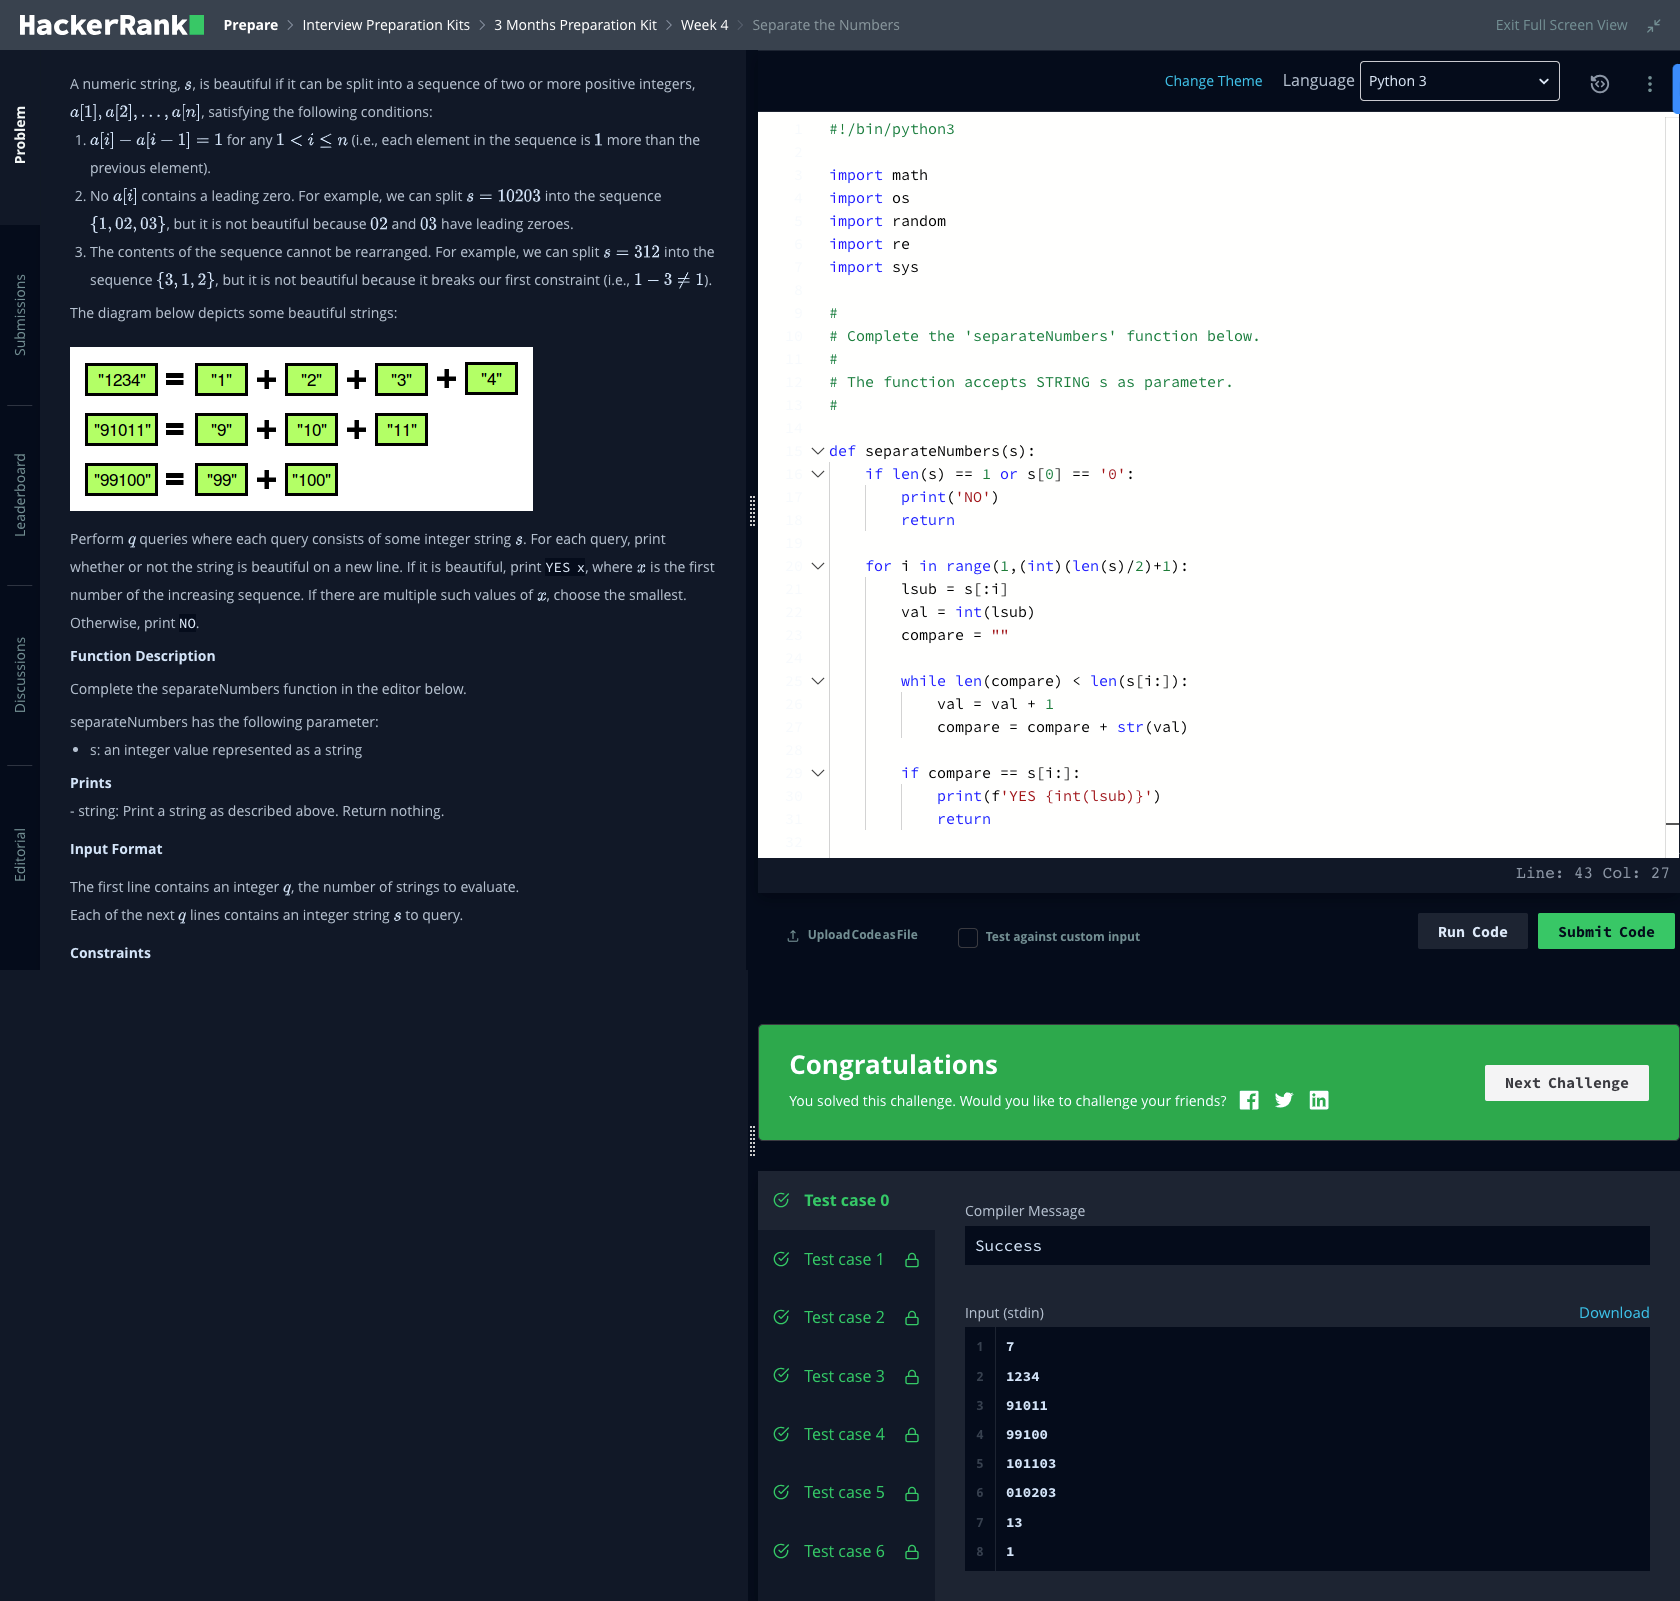 HackerRank Prepare > Interview Preparation Kits > 3 Months Preparation Kit > Week 4 > Separate the Numbers Exit Full Screen View
Problem
Submissions
Leaderboard
Discussions
Editorial
A numeric string, s, is beautiful if it can be split into a sequence of two or more positive integers,
a[1], a[2], . . . , a[n], satisfying the following conditions:
1. a[i] − a[i − 1] = 1 for any 1 < i ≤ n (i.e., each element in the sequence is 1 more than the
previous element).
2. No a[i] contains a leading zero. For example, we can split s = 10203 into the sequence
{1, 02, 03}, but it is not beautiful because 02 and 03 have leading zeroes.
3. The contents of the sequence cannot be rearranged. For example, we can split s = 312 into the
sequence {3, 1, 2}, but it is not beautiful because it breaks our first constraint (i.e., 1 − 3 ≠ 1).
The diagram below depicts some beautiful strings:
"1234" = "1" + "2" + "3" + "4"
"91011" = "9" + "10" + "11"
"99100" = "99" + "100"
Perform q queries where each query consists of some integer string s. For each query, print
whether or not the string is beautiful on a new line. If it is beautiful, print YES x, where x is the first
number of the increasing sequence. If there are multiple such values of x, choose the smallest.
Otherwise, print NO.
Function Description
Complete the separateNumbers function in the editor below.
separateNumbers has the following parameter:
• s: an integer value represented as a string
Prints
- string: Print a string as described above. Return nothing.
Input Format
The first line contains an integer q, the number of strings to evaluate.
Each of the next q lines contains an integer string s to query.
Constraints
Change Theme Language Python 3
#!/bin/python3
import math
import os
import random
import re
import sys
#
# Complete the 'separateNumbers' function below.
#
# The function accepts STRING s as parameter.
#
def separateNumbers(s):
if len(s) == 1 or s[0] == '0':
print('NO')
return
for i in range(1,(int)(len(s)/2)+1):
lsub = s[:i]
val = int(lsub)
compare = ""
while len(compare) < len(s[i:]):
val = val + 1
compare = compare + str(val)
if compare == s[i:]:
print(f'YES {int(lsub)}')
return
Line: 43 Col: 27
Upload Code as File Test against custom input Run Code Submit Code
Congratulations
You solved this challenge. Would you like to challenge your friends?
Next Challenge
Test case 0
Test case 1
Test case 2
Test case 3
Test case 4
Test case 5
Test case 6
Compiler Message
Success
Input (stdin) Download
1 7
2 1234
3 91011
4 99100
5 101103
6 010203
7 13
8 1